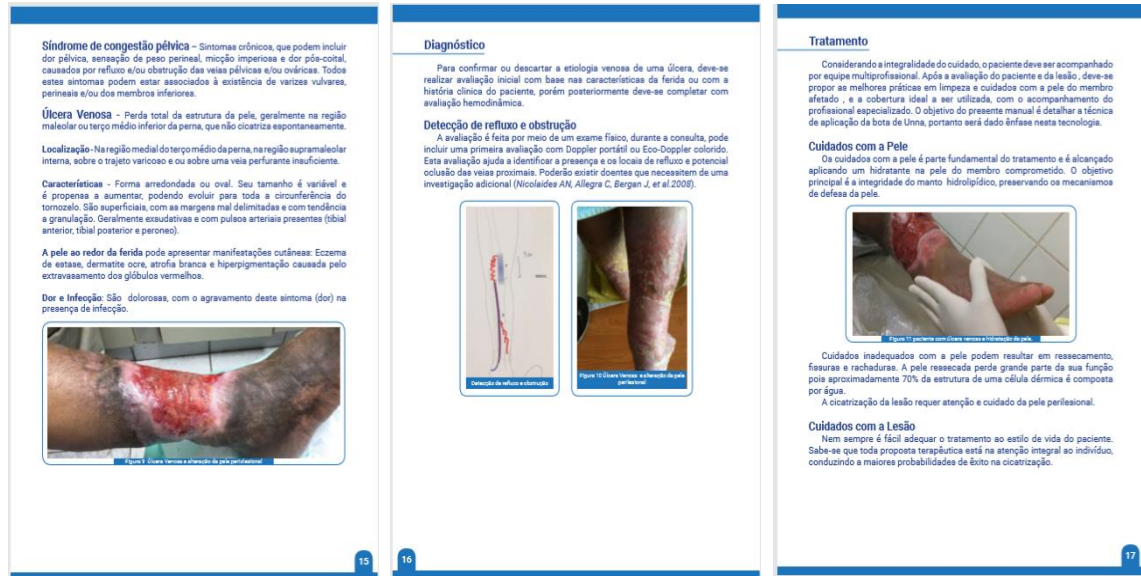 Síndrome de congestão pélvica – Sintomas crônicos, que podem incluir
dor pélvica, sensação de peso perineal, micção imperiosa e dor pós-coital,
causados por refluxo e/ou obstrução das veias pélvicas e/ou ováricas. Todos
estes sintomas podem estar associados à existência de varizes vulvares,
perineais e/ou dos membros inferiores.
Úlcera Venosa - Perda total da estrutura da pele, geralmente na região
maleolar ou terço médio inferior da perna, que não cicatriza espontaneamente.
Localização - Na região medial do terço médio da perna, na região supramaleolar
interna, sobre o trajeto varicoso e ou sobre uma veia perfurante insuficiente.
Características - Forma arredondada ou oval. Seu tamanho é variável e
é propensa a aumentar, podendo evoluir para toda a circunferência do
tornozelo. São superficiais, com as margens mal delimitadas e com tendência
a granulação. Geralmente exsudativas e com pulsos arteriais presentes (tibial
anterior, tibial posterior e peroneo).
A pele ao redor da ferida pode apresentar manifestações cutâneas: Eczema
de estase, dermatite ocre, atrofia branca e hiperpigmentação causada pelo
extravasamento dos glóbulos vermelhos.
Dor e Infecção: São dolorosas, com o agravamento deste sintoma (dor) na
presença de infecção.
Figura 9 Úlcera Venosa e alteração da pele
15
Diagnóstico
Para confirmar ou descartar a etiologia venosa de uma úlcera, deve-se
realizar avaliação inicial com base nas características da ferida ou com a
história clinica do paciente, porém posteriormente deve-se completar com
avaliação hemodinâmica.
Detecção de refluxo e obstrução
A avaliação é feita por meio de um exame físico, durante a consulta, pode
incluir uma primeira avaliação com Doppler portátil ou Eco-Doppler colorido.
Esta avaliação ajuda a identificar a presença e os locais de refluxo e potencial
oclusão das veias proximais. Poderão existir doentes que necessitem de uma
investigação adicional (Nicolaides AN, Allegra C, Bergan J, et al.2008).
Detecção de refluxo e obstrução
Figura 10 Úlcera Venosa e alteração da pele
perilesional
16
Tratamento
Considerando a integralidade do cuidado, o paciente deve ser acompanhado
por equipe multiprofissional. Após a avaliação do paciente e da lesão , deve-se
propor as melhores práticas em limpeza e cuidados com a pele do membro
afetado , e a cobertura ideal a ser utilizada, com o acompanhamento do
profissional especializado. O objetivo do presente manual é detalhar a técnica
de aplicação da bota de Unna, portanto será dado ênfase nesta tecnologia.
Cuidados com a Pele
Os cuidados com a pele é parte fundamental do tratamento e é alcançado
aplicando um hidratante na pele do membro comprometido. O objetivo
principal é a integridade do manto hidrolipídico, preservando os mecanismos
de defesa da pele.
Figura 11 paciente com úlcera venosa e hidratação da pele.
Cuidados inadequados com a pele podem resultar em ressecamento,
fissuras e rachaduras. A pele ressecada perde grande parte da sua função
pois aproximadamente 70% da estrutura de uma célula dérmica é composta
por água.
A cicatrização da lesão requer atenção e cuidado da pele perilesional.
Cuidados com a Lesão
Nem sempre é fácil adequar o tratamento ao estilo de vida do paciente.
Sabe-se que toda proposta terapêutica está na atenção integral ao indivíduo,
conduzindo a maiores probabilidades de êxito na cicatrização.
17